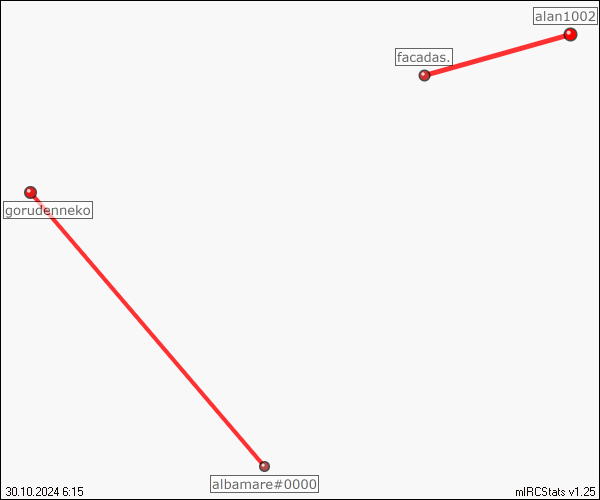 alan1002
facadas.
gorudenneko
albamare#0000
30.10.2024 6:15
mIRCStats v1.25